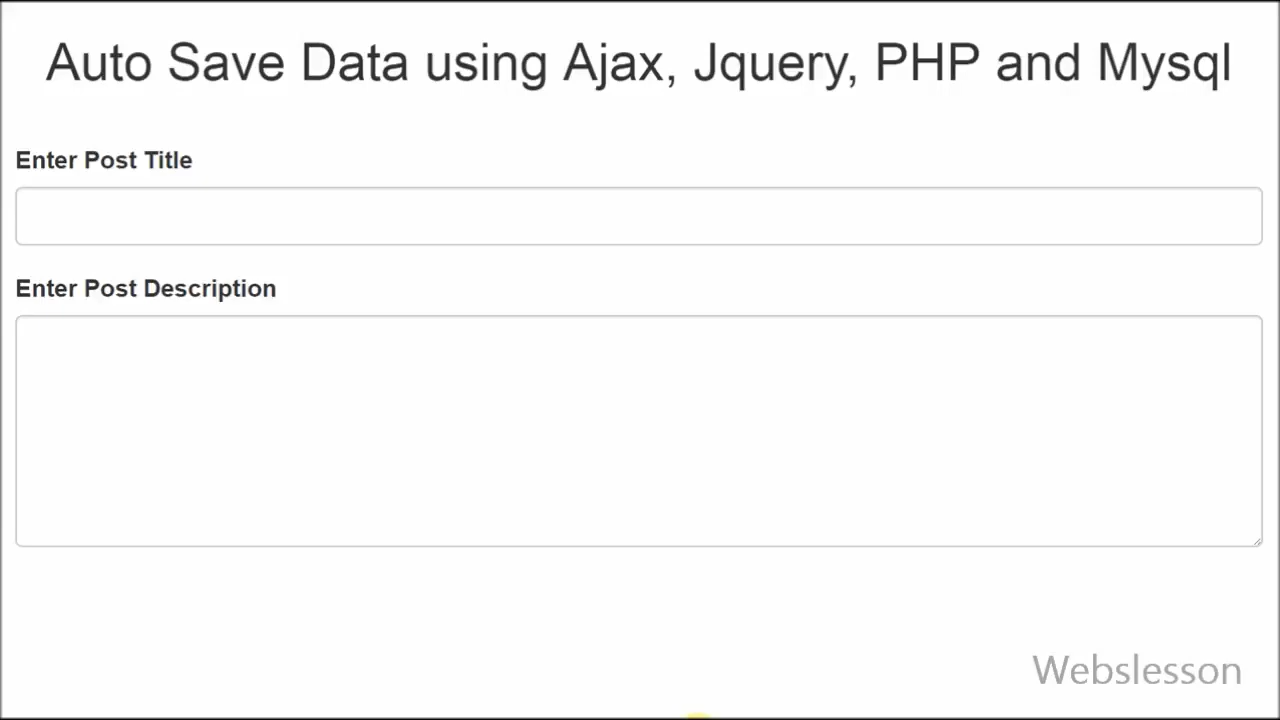 Auto Save Data using Ajax, Jquery, PHP and Mysql
Enter Post Title
Enter Post Description
Webslesson